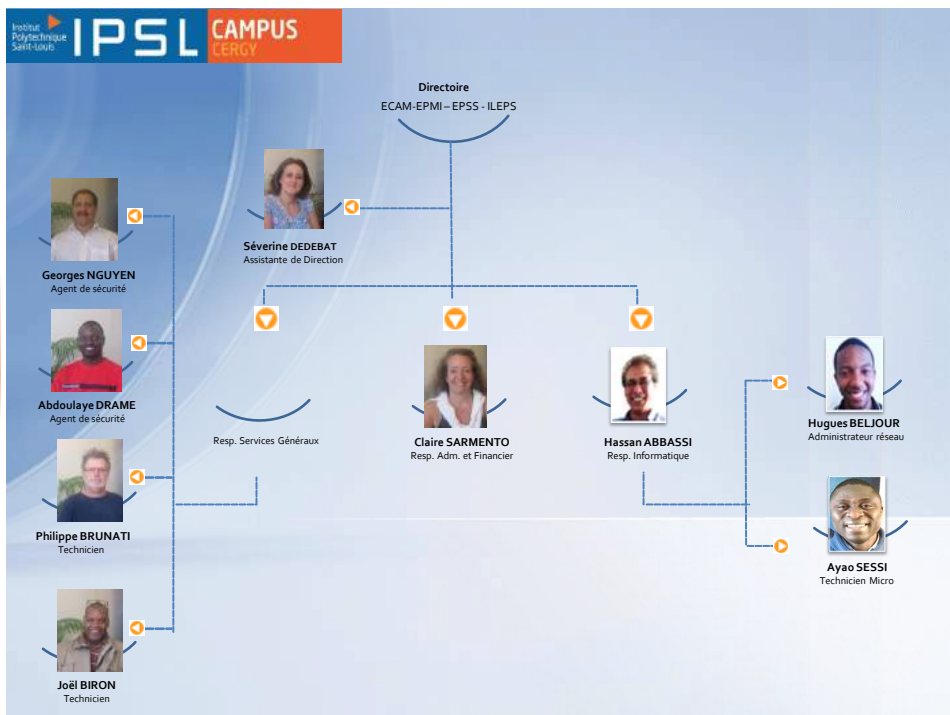 Institut
Polytechnique
Saint-Louis
IPSL
CAMPUS
CERGY
Directoire
ECAM-EPMI – EPSS - ILEPS
Séverine DEDEBAT
Assistante de Direction
Georges NGUYEN
Agent de sécurité
Abdoulaye DRAME
Agent de sécurité
Philippe BRUNATI
Technicien
Joël BIRON
Technicien
Resp. Services Généraux
Claire SARMENTO
Resp. Adm. et Financier
Hassan ABBASSI
Resp. Informatique
Hugues BELJOUR
Administrateur réseau
Ayao SESSI
Technicien Micro